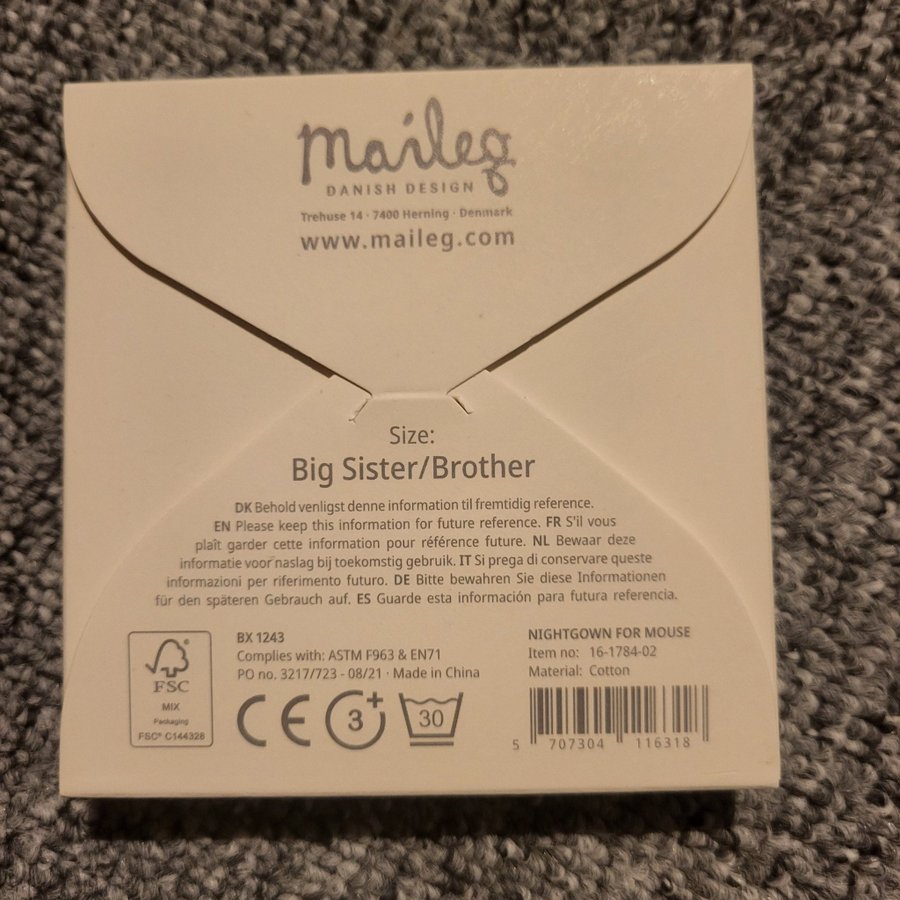 maileg
DANISH DESIGN
Trehuse 14 · 7400 Herning · Denmark
www.maileg.com
Size:
Big Sister/Brother
DK Behold venligst denne information til fremtidig reference.
EN Please keep this information for future reference. FR S'il vous
plaît garder cette information pour référence future. NL Bewaar deze
informatie voor naslag bij toekomstig gebruik. IT Si prega di conservare queste
informazioni per riferimento futuro. DE Bitte bewahren Sie diese Informationen
für den späteren Gebrauch auf. ES Guarde esta información para futura referencia.
FSC
MIX
Packaging
FSC® C144328
BX 1243
Complies with: ASTM F963 & EN71
PO no. 3217/723 - 08/21 · Made in China
CE 3+ 30
NIGHTGOWN FOR MOUSE
Item no: 16-1784-02
Material: Cotton
5 707304 116318